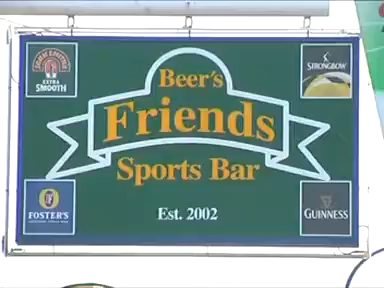 Beer's
Friends
Sports Bar
Est. 2002
EXTRA
SMOOTH
STRONGBOW
FOSTER'S
GUINNESS